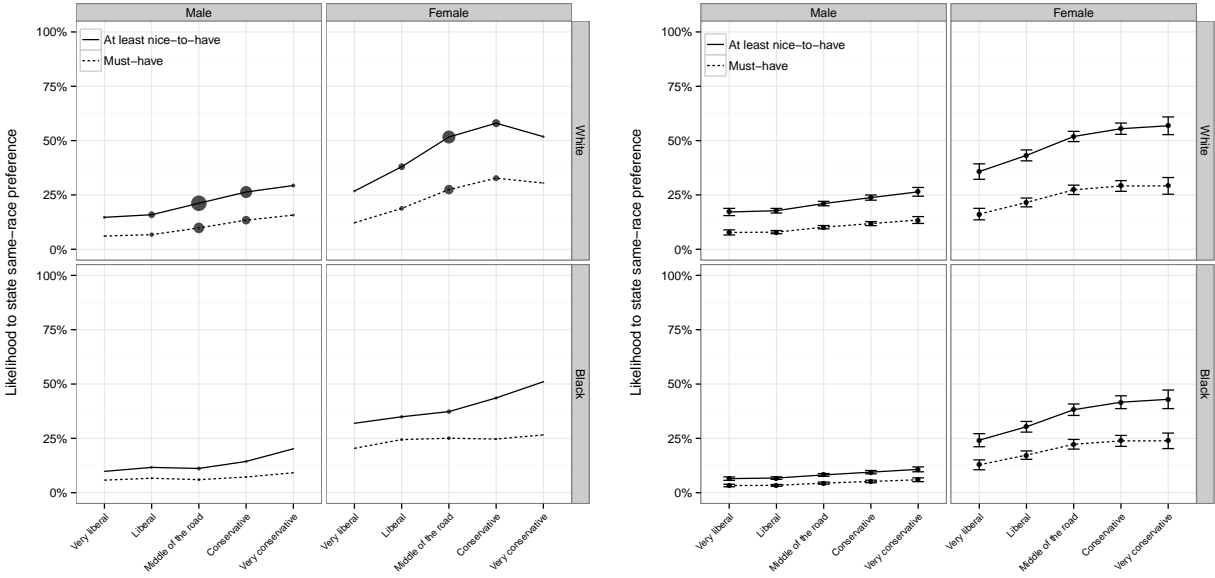 Male
Female
At least nice−to−have
Must−have
100%
75%
50%
25%
0%
White
100%
75%
50%
25%
0%
Black
Likelihood to state same−race preference
Very liberal
Liberal
Middle of the road
Conservative
Very conservative
Very liberal
Liberal
Middle of the road
Conservative
Very conservative
Male
Female
At least nice−to−have
Must−have
100%
75%
50%
25%
0%
White
100%
75%
50%
25%
0%
Black
Likelihood to state same−race preference
Very liberal
Liberal
Middle of the road
Conservative
Very conservative
Very liberal
Liberal
Middle of the road
Conservative
Very conservative